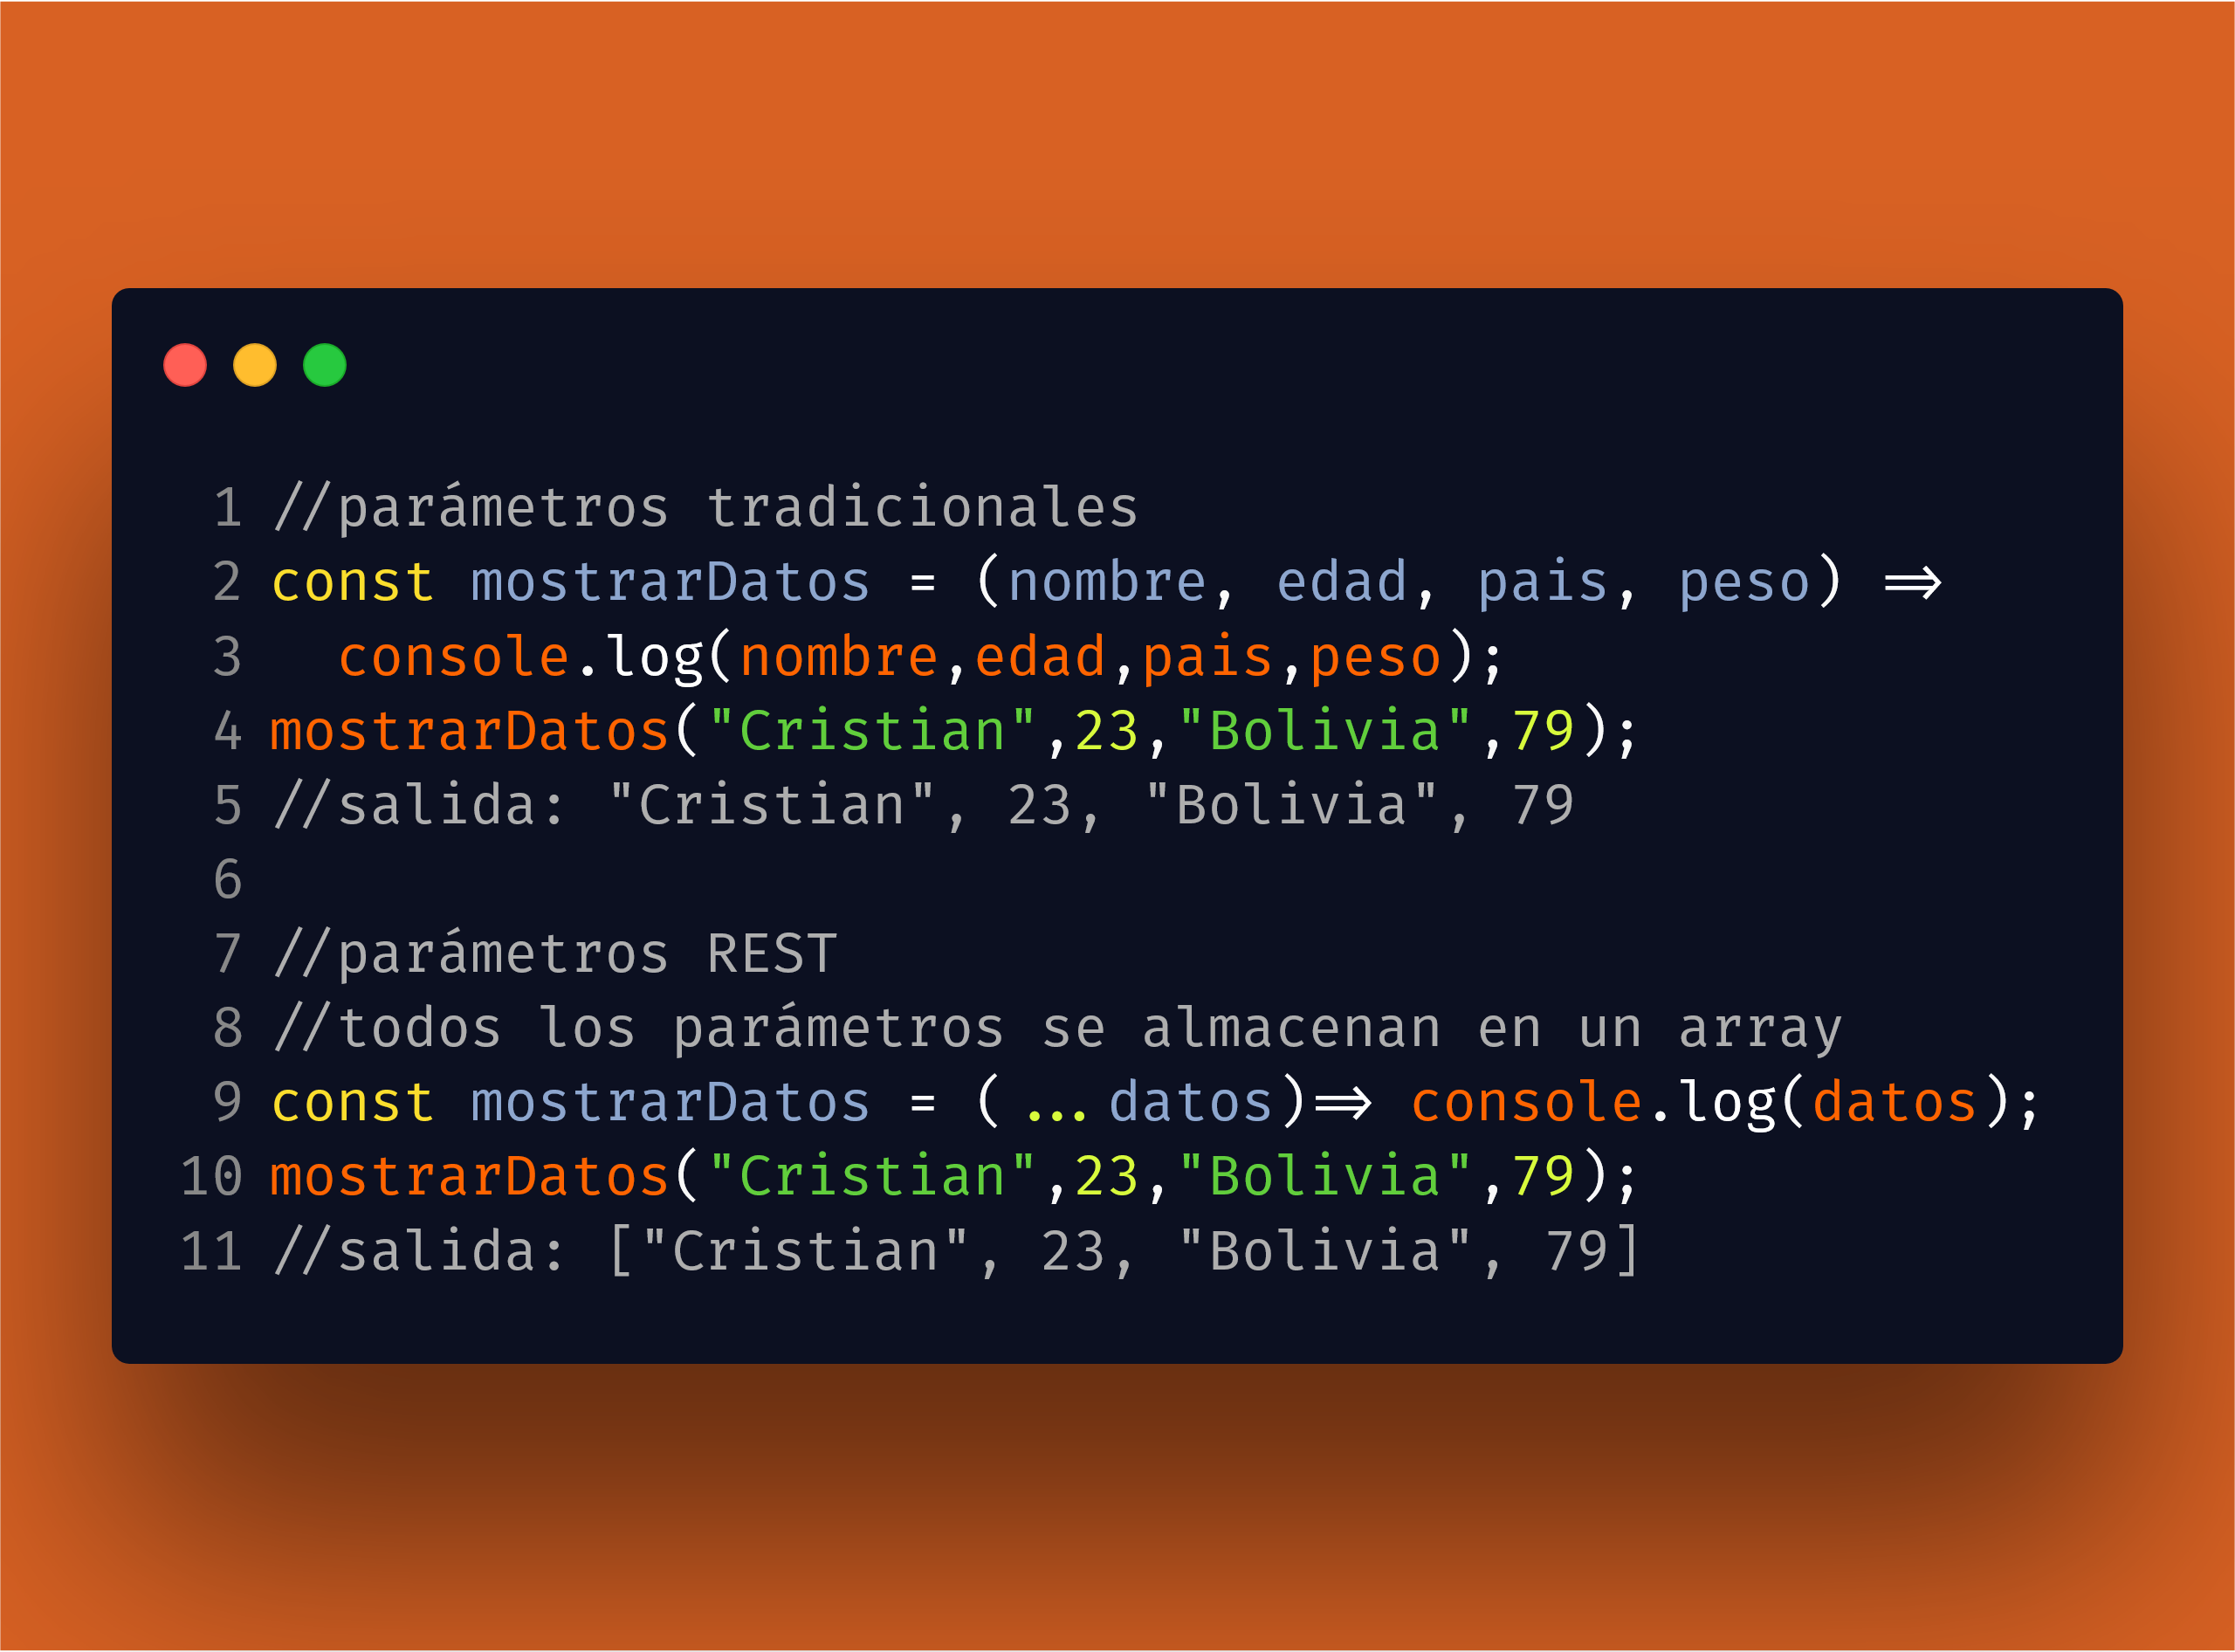 1 //parámetros tradicionales
2 const mostrarDatos = (nombre, edad, pais, peso) =>
3   console.log(nombre,edad,pais,peso);
4 mostrarDatos("Cristian",23,"Bolivia",79);
5 //salida: "Cristian", 23, "Bolivia", 79
6
7 //parámetros REST
8 //todos los parámetros se almacenan en un array
9 const mostrarDatos = (...datos)=> console.log(datos);
10 mostrarDatos("Cristian",23,"Bolivia",79);
11 //salida: ["Cristian", 23, "Bolivia", 79]